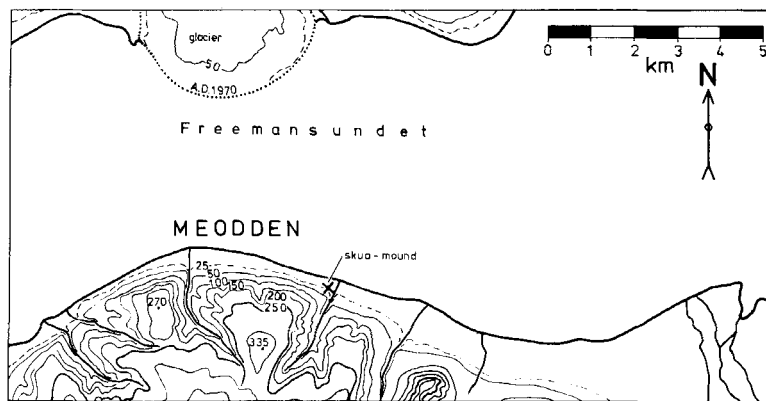 glacier
50
A.D.1970
0 1 2 3 4 5
km
N
Freemansundet
MEODDEN
skua-mound
25
50
100
150
200
250
270
335